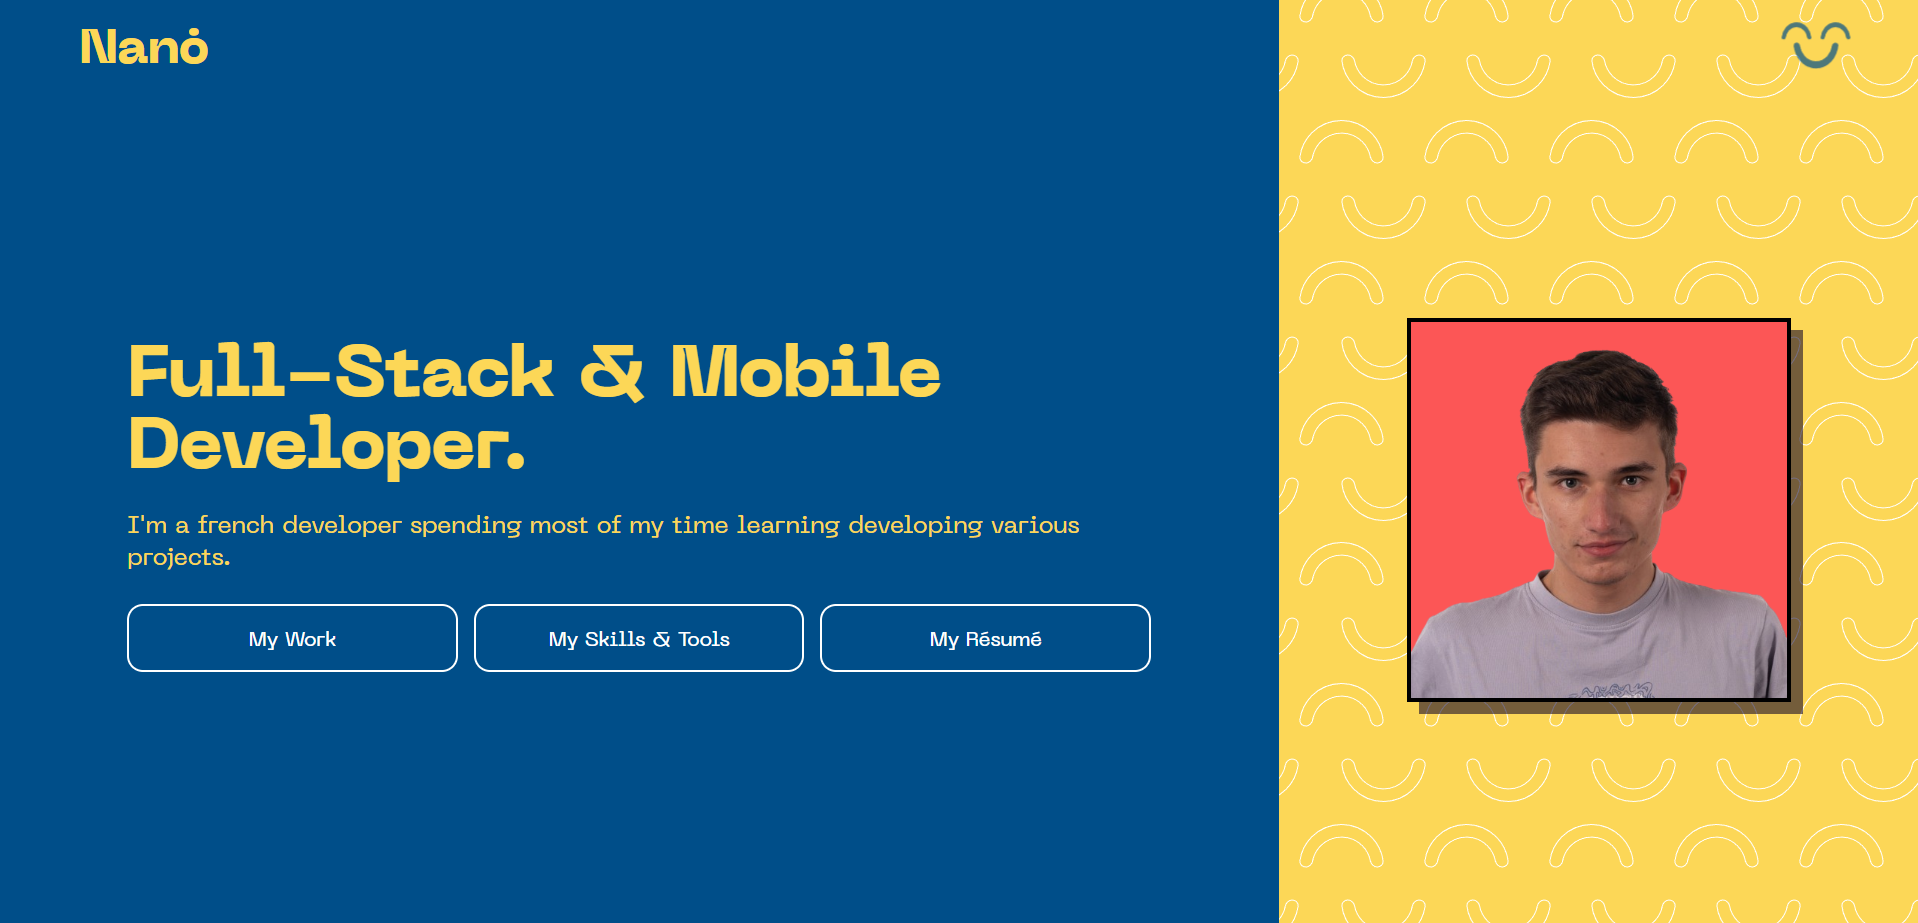 Nanȯ
Full-Stack & Mobile
Developer.
I'm a french developer spending most of my time learning developing various
projects.
My Work
My Skills & Tools
My Résumé